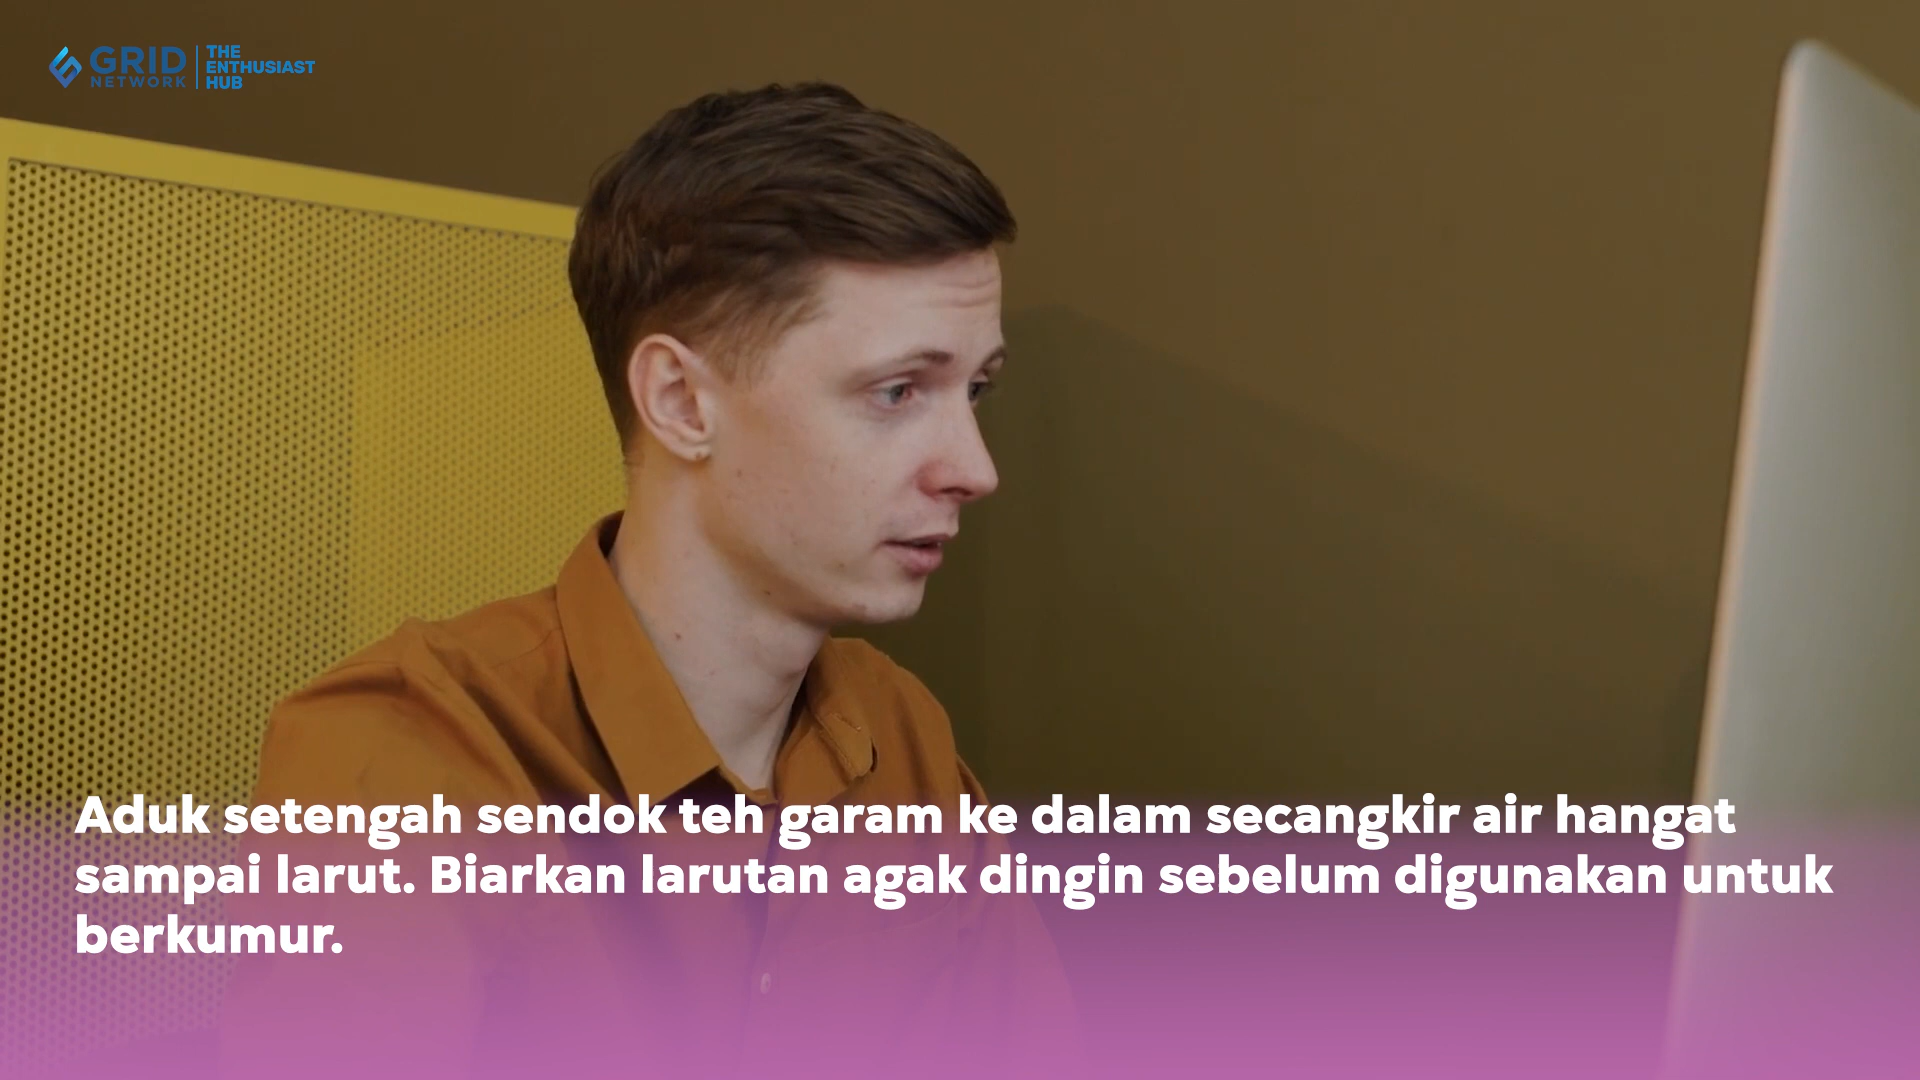 GRID
NETWORK
THE
ENTHUSIAST
HUB
Aduk setengah sendok teh garam ke dalam secangkir air hangat
sampai larut. Biarkan larutan agak dingin sebelum digunakan untuk
berkumur.